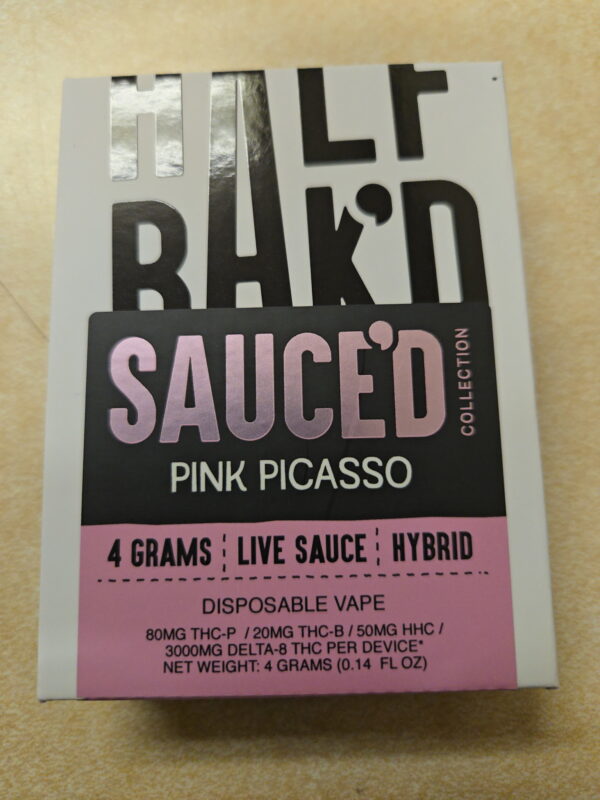 HALF
BAK'D
SAUCE'D
COLLECTION
PINK PICASSO
4 GRAMS ¦ LIVE SAUCE ¦ HYBRID
DISPOSABLE VAPE
80MG THC-P / 20MG THC-B / 50MG HHC /
3000MG DELTA-8 THC PER DEVICE*
NET WEIGHT: 4 GRAMS (0.14 FL OZ)